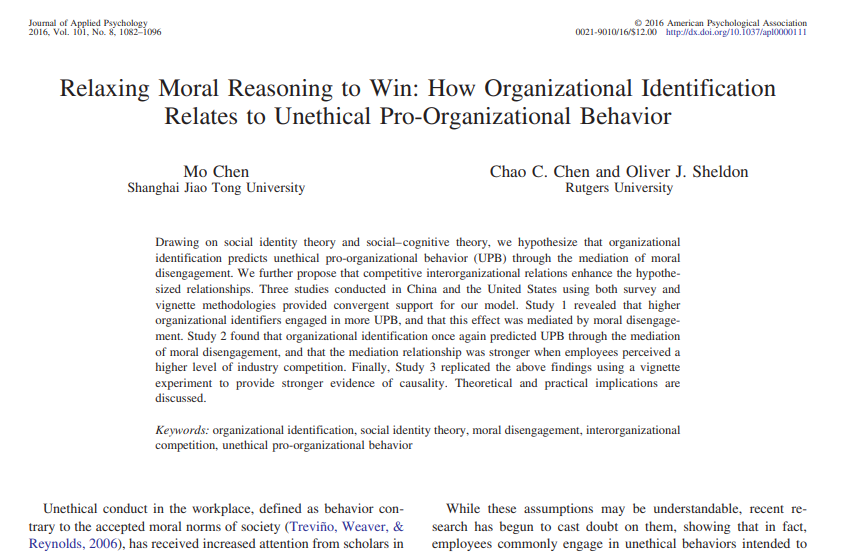 Journal of Applied Psychology
2016, Vol. 101, No. 8, 1082–1096
© 2016 American Psychological Association
0021-9010/16/$12.00 http://dx.doi.org/10.1037/apl0000111
Relaxing Moral Reasoning to Win: How Organizational Identification
Relates to Unethical Pro-Organizational Behavior
Mo Chen
Shanghai Jiao Tong University
Chao C. Chen and Oliver J. Sheldon
Rutgers University
Drawing on social identity theory and social–cognitive theory, we hypothesize that organizational
identification predicts unethical pro-organizational behavior (UPB) through the mediation of moral
disengagement. We further propose that competitive interorganizational relations enhance the hypothe-
sized relationships. Three studies conducted in China and the United States using both survey and
vignette methodologies provided convergent support for our model. Study 1 revealed that higher
organizational identifiers engaged in more UPB, and that this effect was mediated by moral disengage-
ment. Study 2 found that organizational identification once again predicted UPB through the mediation
of moral disengagement, and that the mediation relationship was stronger when employees perceived a
higher level of industry competition. Finally, Study 3 replicated the above findings using a vignette
experiment to provide stronger evidence of causality. Theoretical and practical implications are
discussed.
Keywords: organizational identification, social identity theory, moral disengagement, interorganizational
competition, unethical pro-organizational behavior
Unethical conduct in the workplace, defined as behavior con-
trary to the accepted moral norms of society (Treviño, Weaver, &
Reynolds, 2006), has received increased attention from scholars in
While these assumptions may be understandable, recent re-
search has begun to cast doubt on them, showing that in fact,
employees commonly engage in unethical behaviors intended to